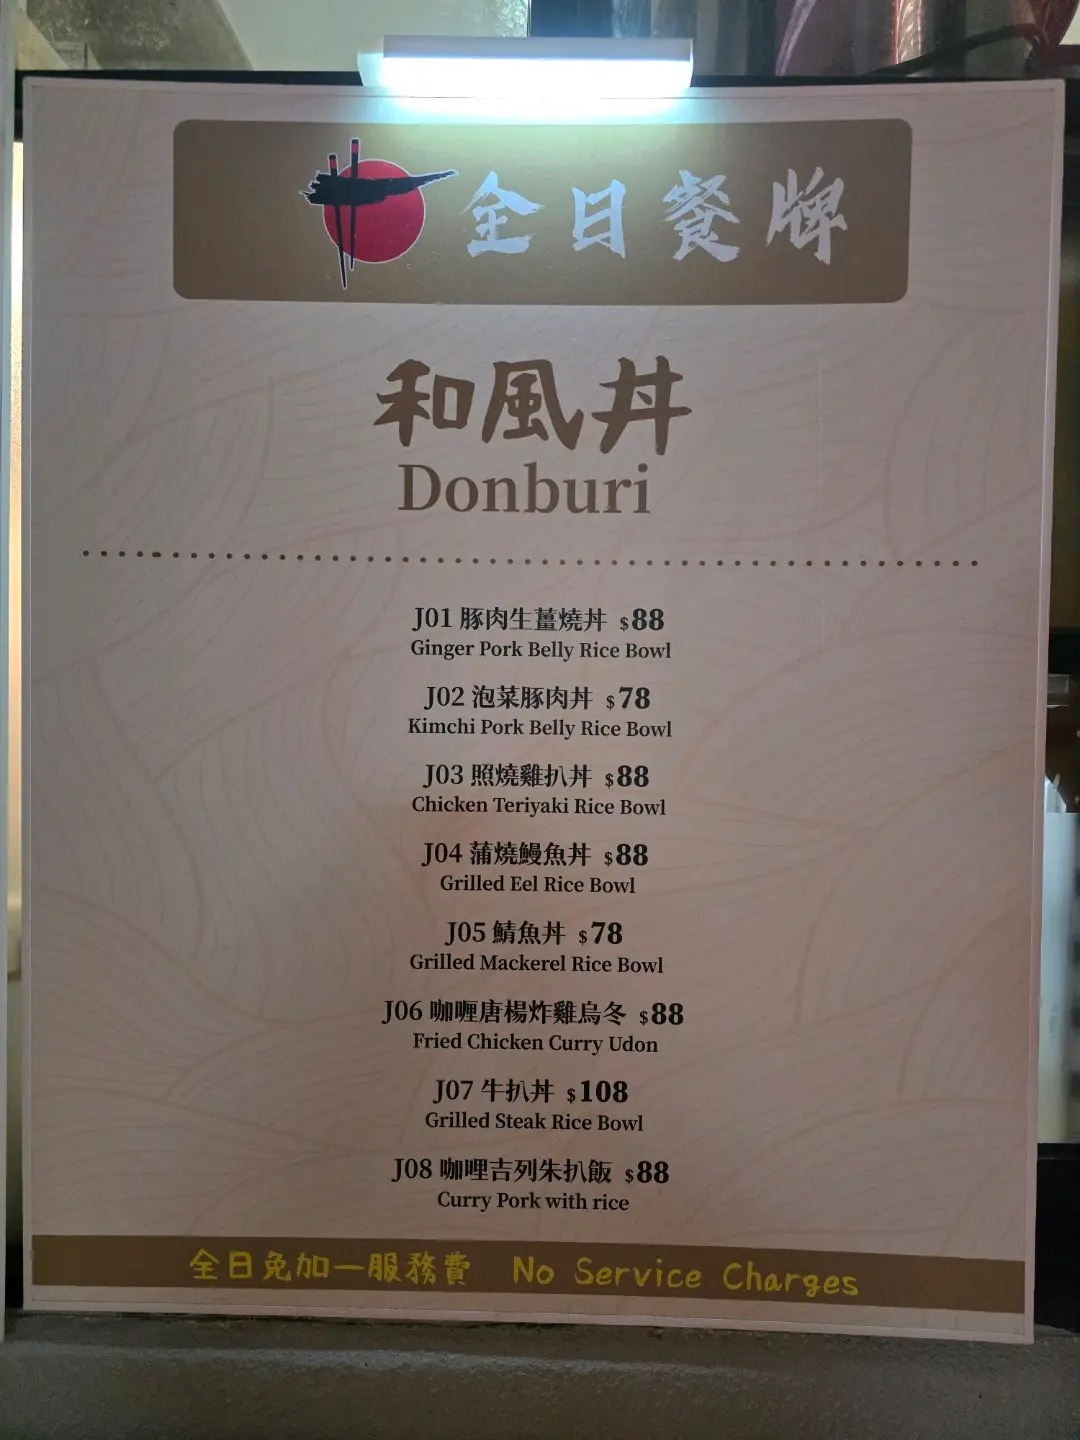 全日餐牌
和風丼
Donburi
J01 豚肉生薑燒丼 $88
Ginger Pork Belly Rice Bowl
J02 泡菜豚肉丼 $78
Kimchi Pork Belly Rice Bowl
J03 照燒雞扒丼 $88
Chicken Teriyaki Rice Bowl
J04 蒲燒鰻魚丼 $88
Grilled Eel Rice Bowl
J05 鯖魚丼 $78
Grilled Mackerel Rice Bowl
J06 咖喱唐楊炸雞烏冬 $88
Fried Chicken Curry Udon
J07 牛扒丼 $108
Grilled Steak Rice Bowl
J08 咖哩吉列朱扒飯 $88
Curry Pork with rice
全日免加一服務費 No Service Charges